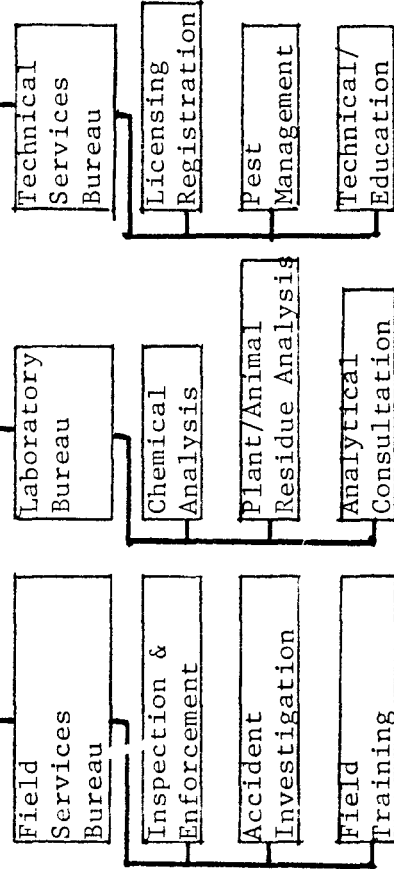 Field
Services
Bureau
Inspection &
Enforcement
Accident
Investigation
Field
Training
Laboratory
Bureau
Chemical
Analysis
Plant/Animal
Residue Analysis
Analytical
Consultation
Technical
Services
Bureau
Licensing
Registration
Pest
Management
Technical/
Education